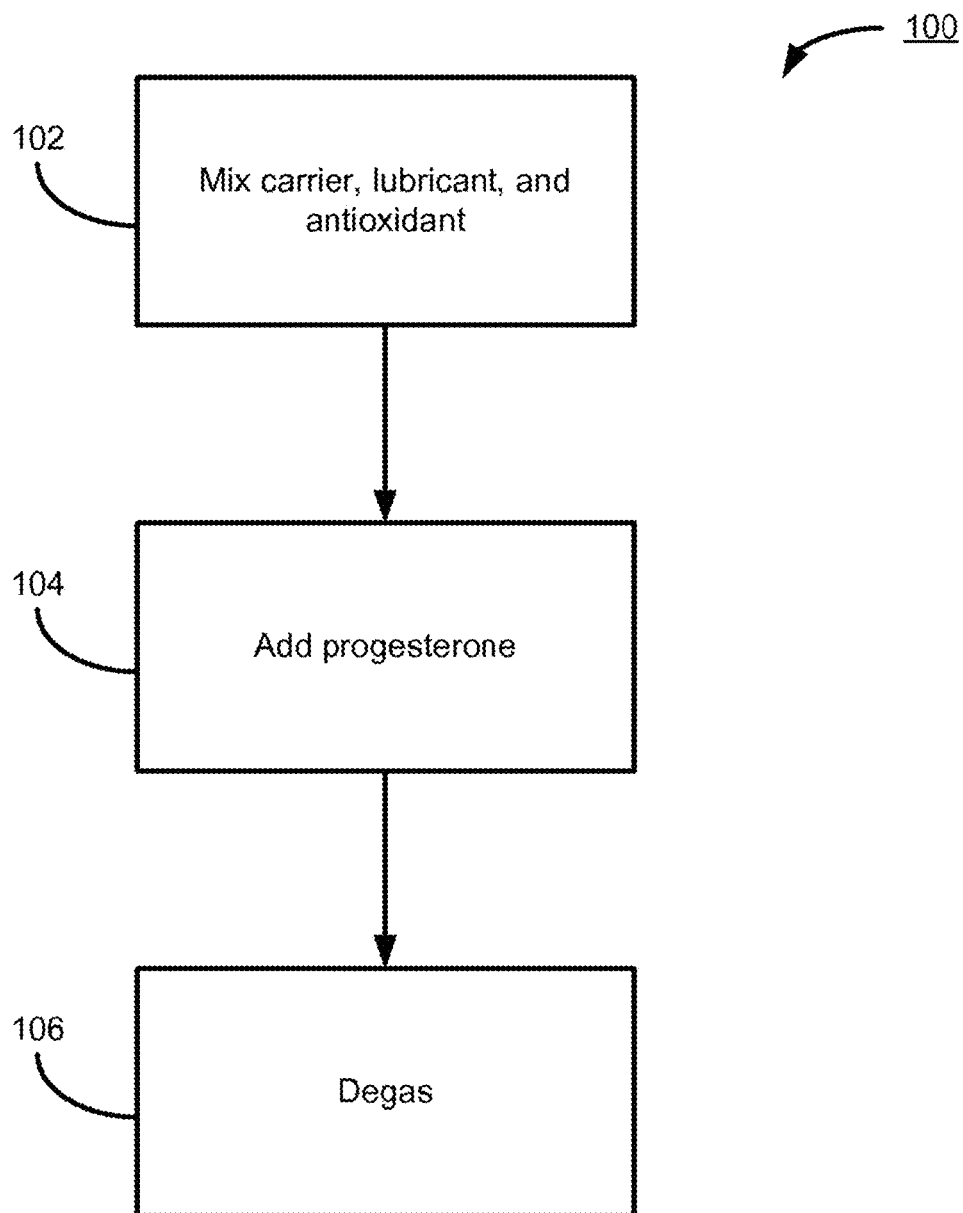 100
102
Mix carrier, lubricant, and
antioxidant
104
Add progesterone
106
Degas